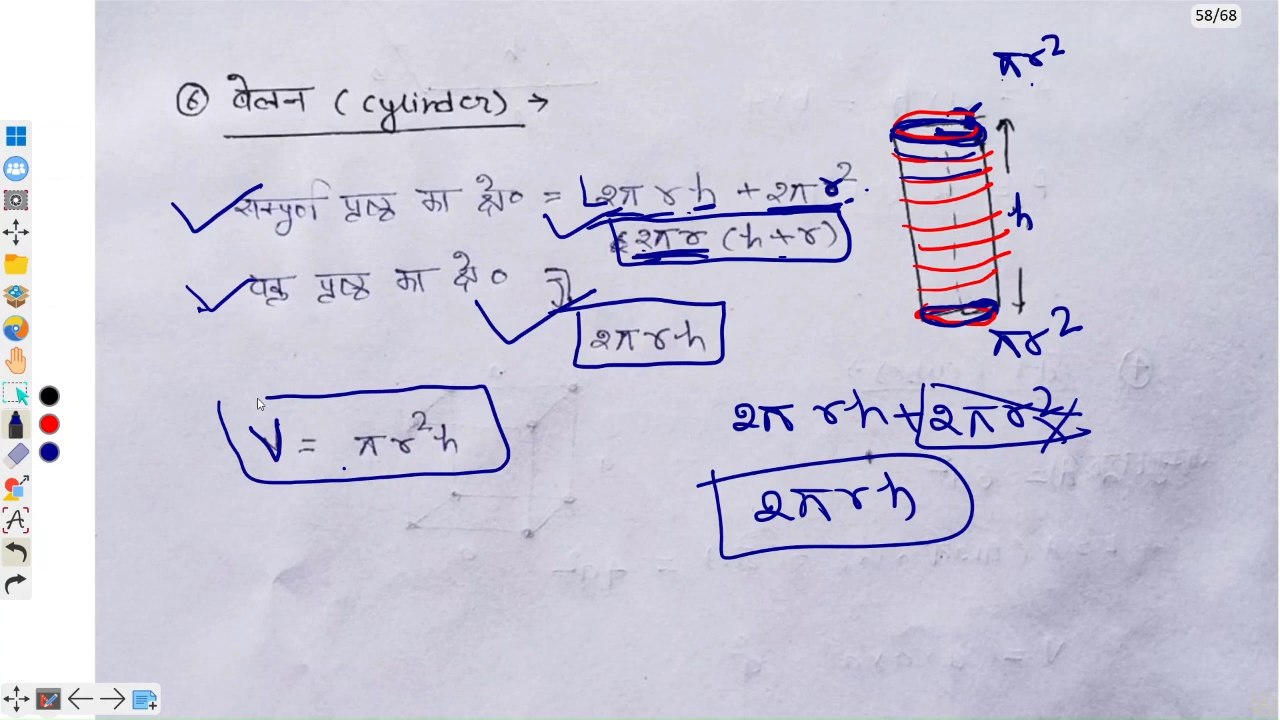 58/68
πr²
⑥ बेलन (cylinder) →
सम्पूर्ण पृष्ठ का क्षे० = 2πrh + 2πr².
2πr (h+r)
h
वक्र पृष्ठ का क्षे०
2πrh
πr²
2πrh + 2πr²
V = πr²h
2πrh